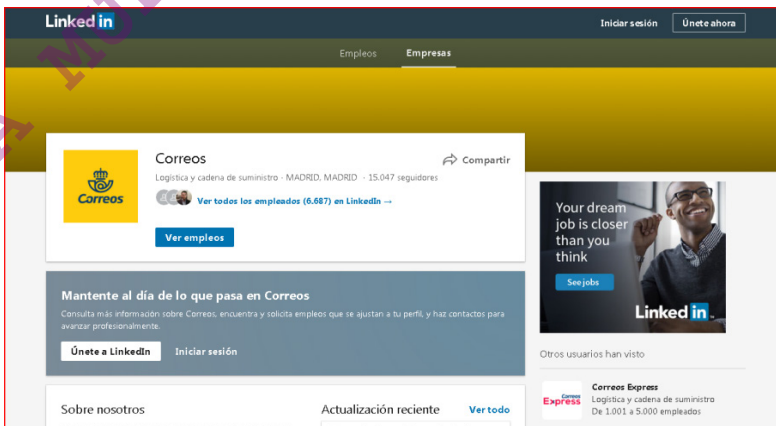 Linked in
Iniciar sesión
Únete ahora
Empleos
Empresas
Correos
Correos
Compartir
Logística y cadena de suministro · MADRID, MADRID · 15.047 seguidores
Ver todos los empleados (6.687) en LinkedIn →
Ver empleos
Your dream
job is closer
than you
think
See jobs
Linked in
Mantente al día de lo que pasa en Correos
Consulta más información sobre Correos, encuentra y solicita empleos que se ajustan a tu perfil, y haz contactos para
avanzar profesionalmente.
Únete a LinkedIn
Iniciar sesión
Otros usuarios han visto
Correos
Express
Correos Express
Logística y cadena de suministro
De 1.001 a 5.000 empleados
Sobre nosotros
Actualización reciente
Ver todo